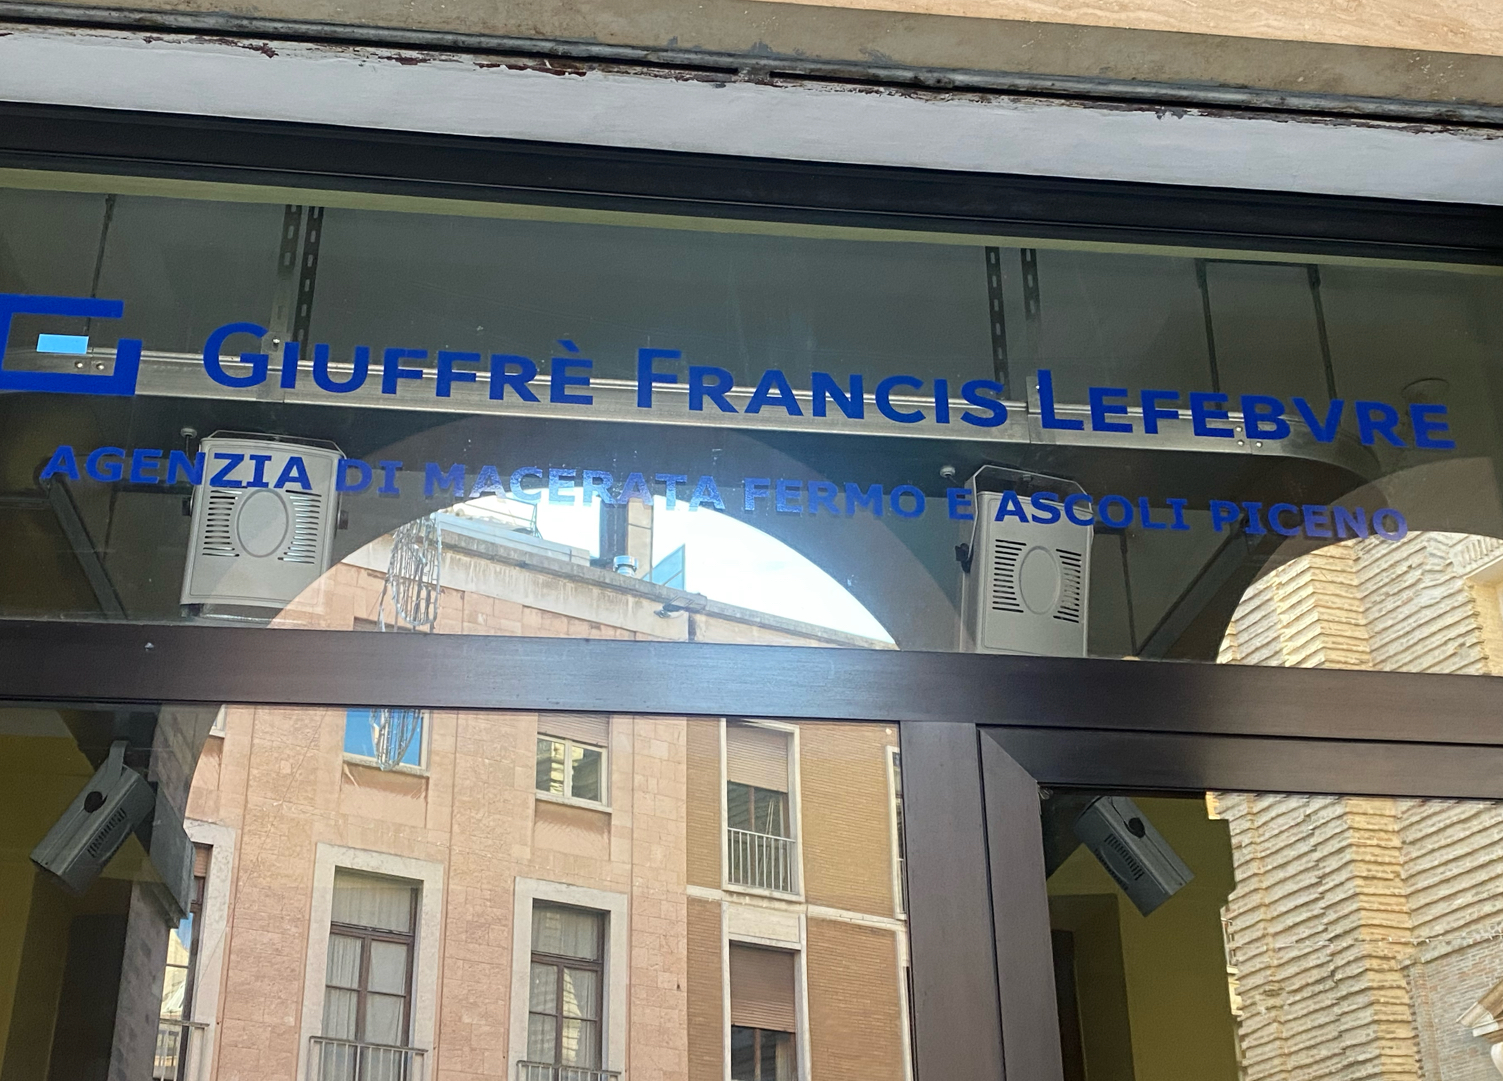 GIUFFRÈ FRANCIS LEFEBVRE
AGENZIA DI MACERATA FERMO E ASCOLI PICENO